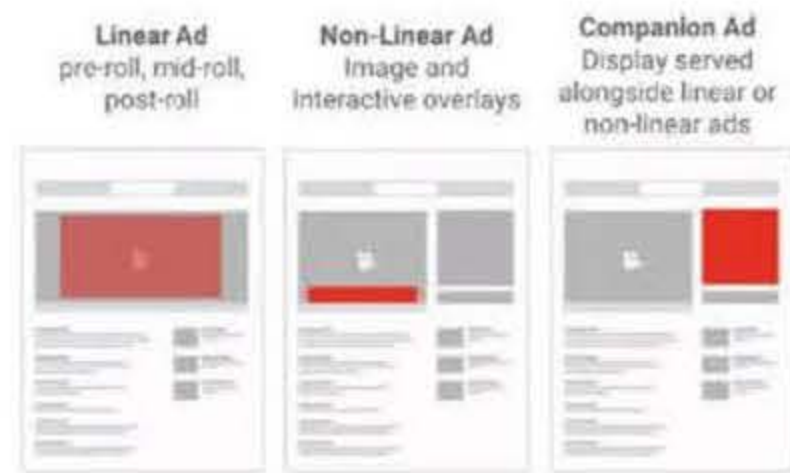 Linear Ad
pre-roll, mid-roll,
post-roll
Non-Linear Ad
Image and
Interactive overlays
Companion Ad
Display served
alongside linear or
non-linear ads